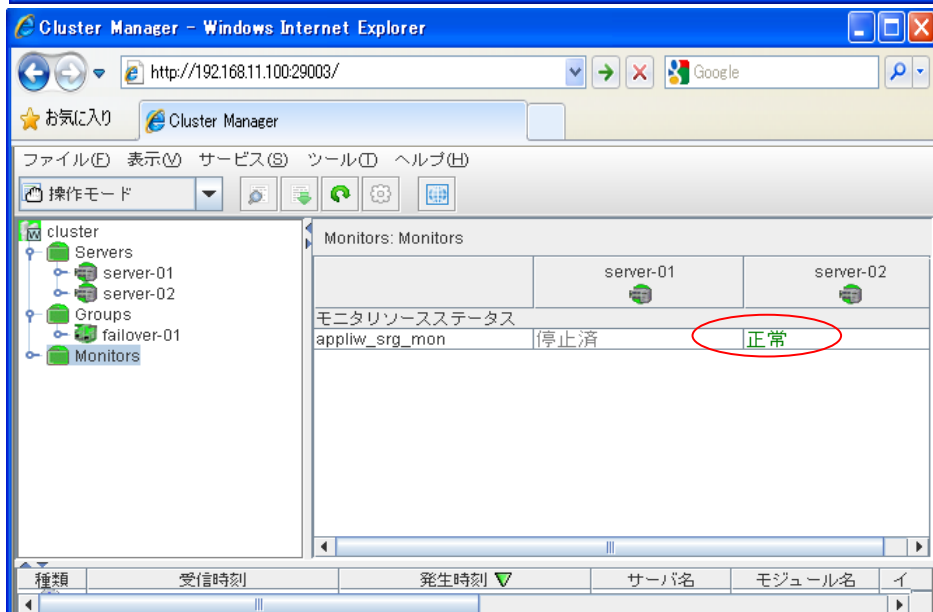 Cluster Manager - Windows Internet Explorer
http://192.168.11.100:29003/
Google
お気に入り
Cluster Manager
ファイル(F) 表示(V) サービス(S) ツール(T) ヘルプ(H)
操作モード
cluster
Servers
server-01
server-02
Groups
failover-01
Monitors
Monitors: Monitors
server-01 server-02
モニタリソースステータス
appliw_srg_mon 停止済 正常
種類 受信時刻 発生時刻 サーバ名 モジュール名 イ